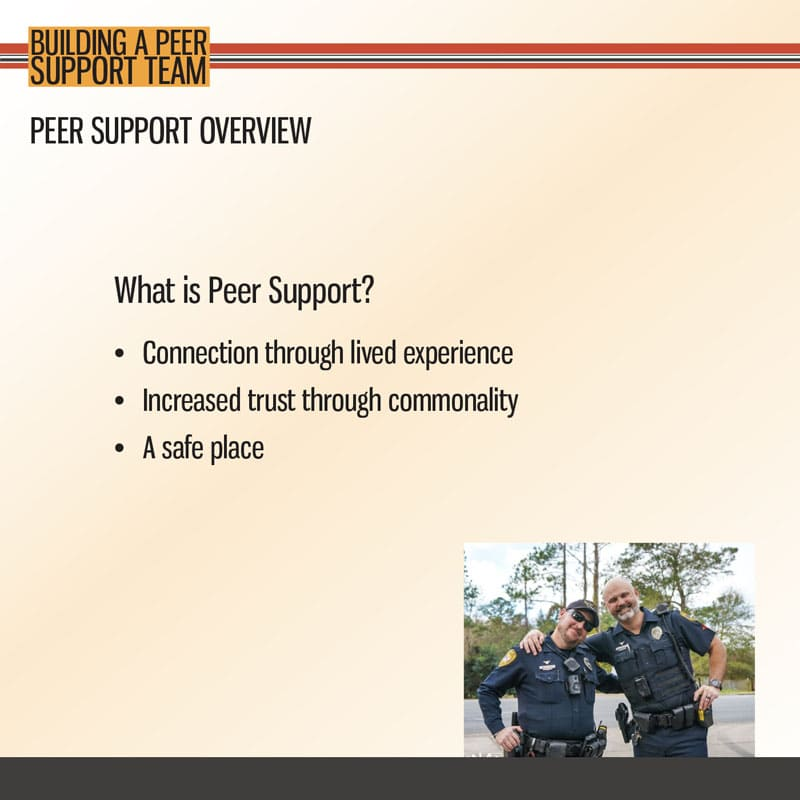 BUILDING A PEER
SUPPORT TEAM
PEER SUPPORT OVERVIEW
What is Peer Support?
• Connection through lived experience
• Increased trust through commonality
• A safe place